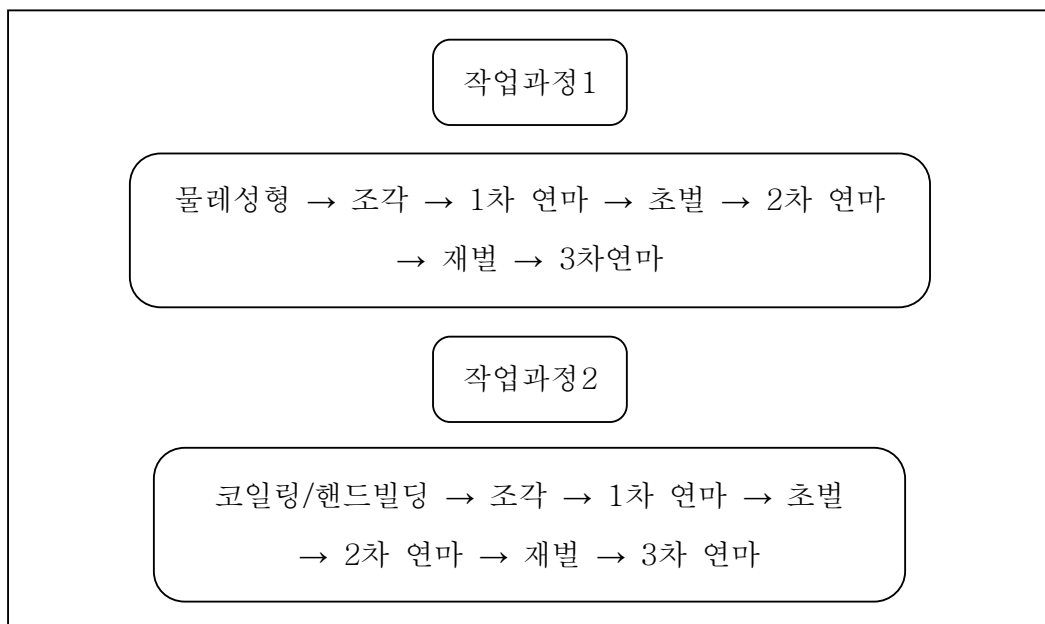 작업과정1
물레성형 → 조각 → 1차 연마 → 초벌 → 2차 연마
→ 재벌 → 3차연마
작업과정2
코일링/핸드빌딩 → 조각 → 1차 연마 → 초벌
→ 2차 연마 → 재벌 → 3차 연마